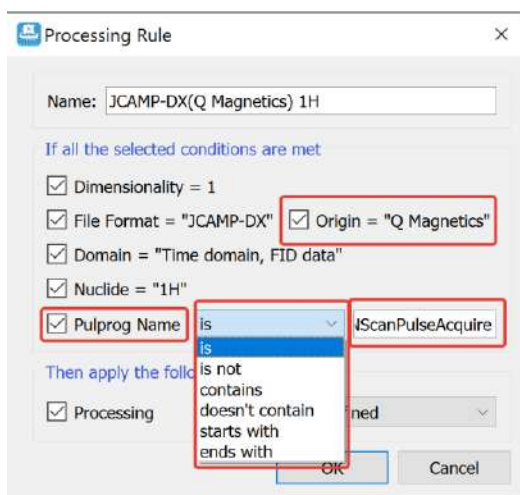 Processing Rule
Name: JCAMP-DX(Q Magnetics) 1H
If all the selected conditions are met
Dimensionality = 1
File Format = "JCAMP-DX" Origin = "Q Magnetics"
Domain = "Time domain, FID data"
Nuclide = "1H"
Pulprog Name is ScanPulseAcquire
is
is not
contains
doesn't contain
starts with
ends with
Then apply the follo
Processing ned
OK Cancel